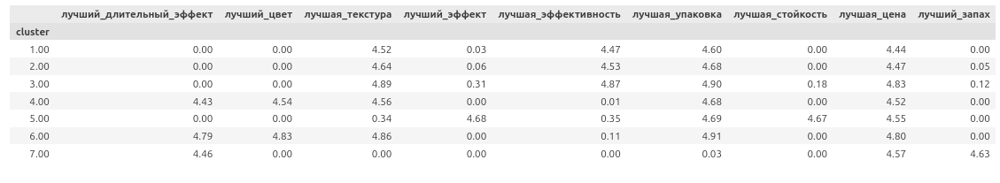 лучший_длительный_эффект лучший_цвет лучшая_текстура лучший_эффект лучшая_эффективность лучшая_упаковка лучшая_стойкость лучшая_цена лучший_запах
cluster
1.00 0.00 0.00 4.52 0.03 4.47 4.60 0.00 4.44 0.00
2.00 0.00 0.00 4.64 0.06 4.53 4.68 0.00 4.47 0.05
3.00 0.00 0.00 4.89 0.31 4.87 4.90 0.18 4.83 0.12
4.00 4.43 4.54 4.56 0.00 0.01 4.68 0.00 4.52 0.00
5.00 0.00 0.00 0.34 4.68 0.35 4.69 4.67 4.55 0.00
6.00 4.79 4.83 4.86 0.00 0.11 4.91 0.00 4.80 0.00
7.00 4.46 0.00 0.00 0.00 0.00 0.03 0.00 4.57 4.63